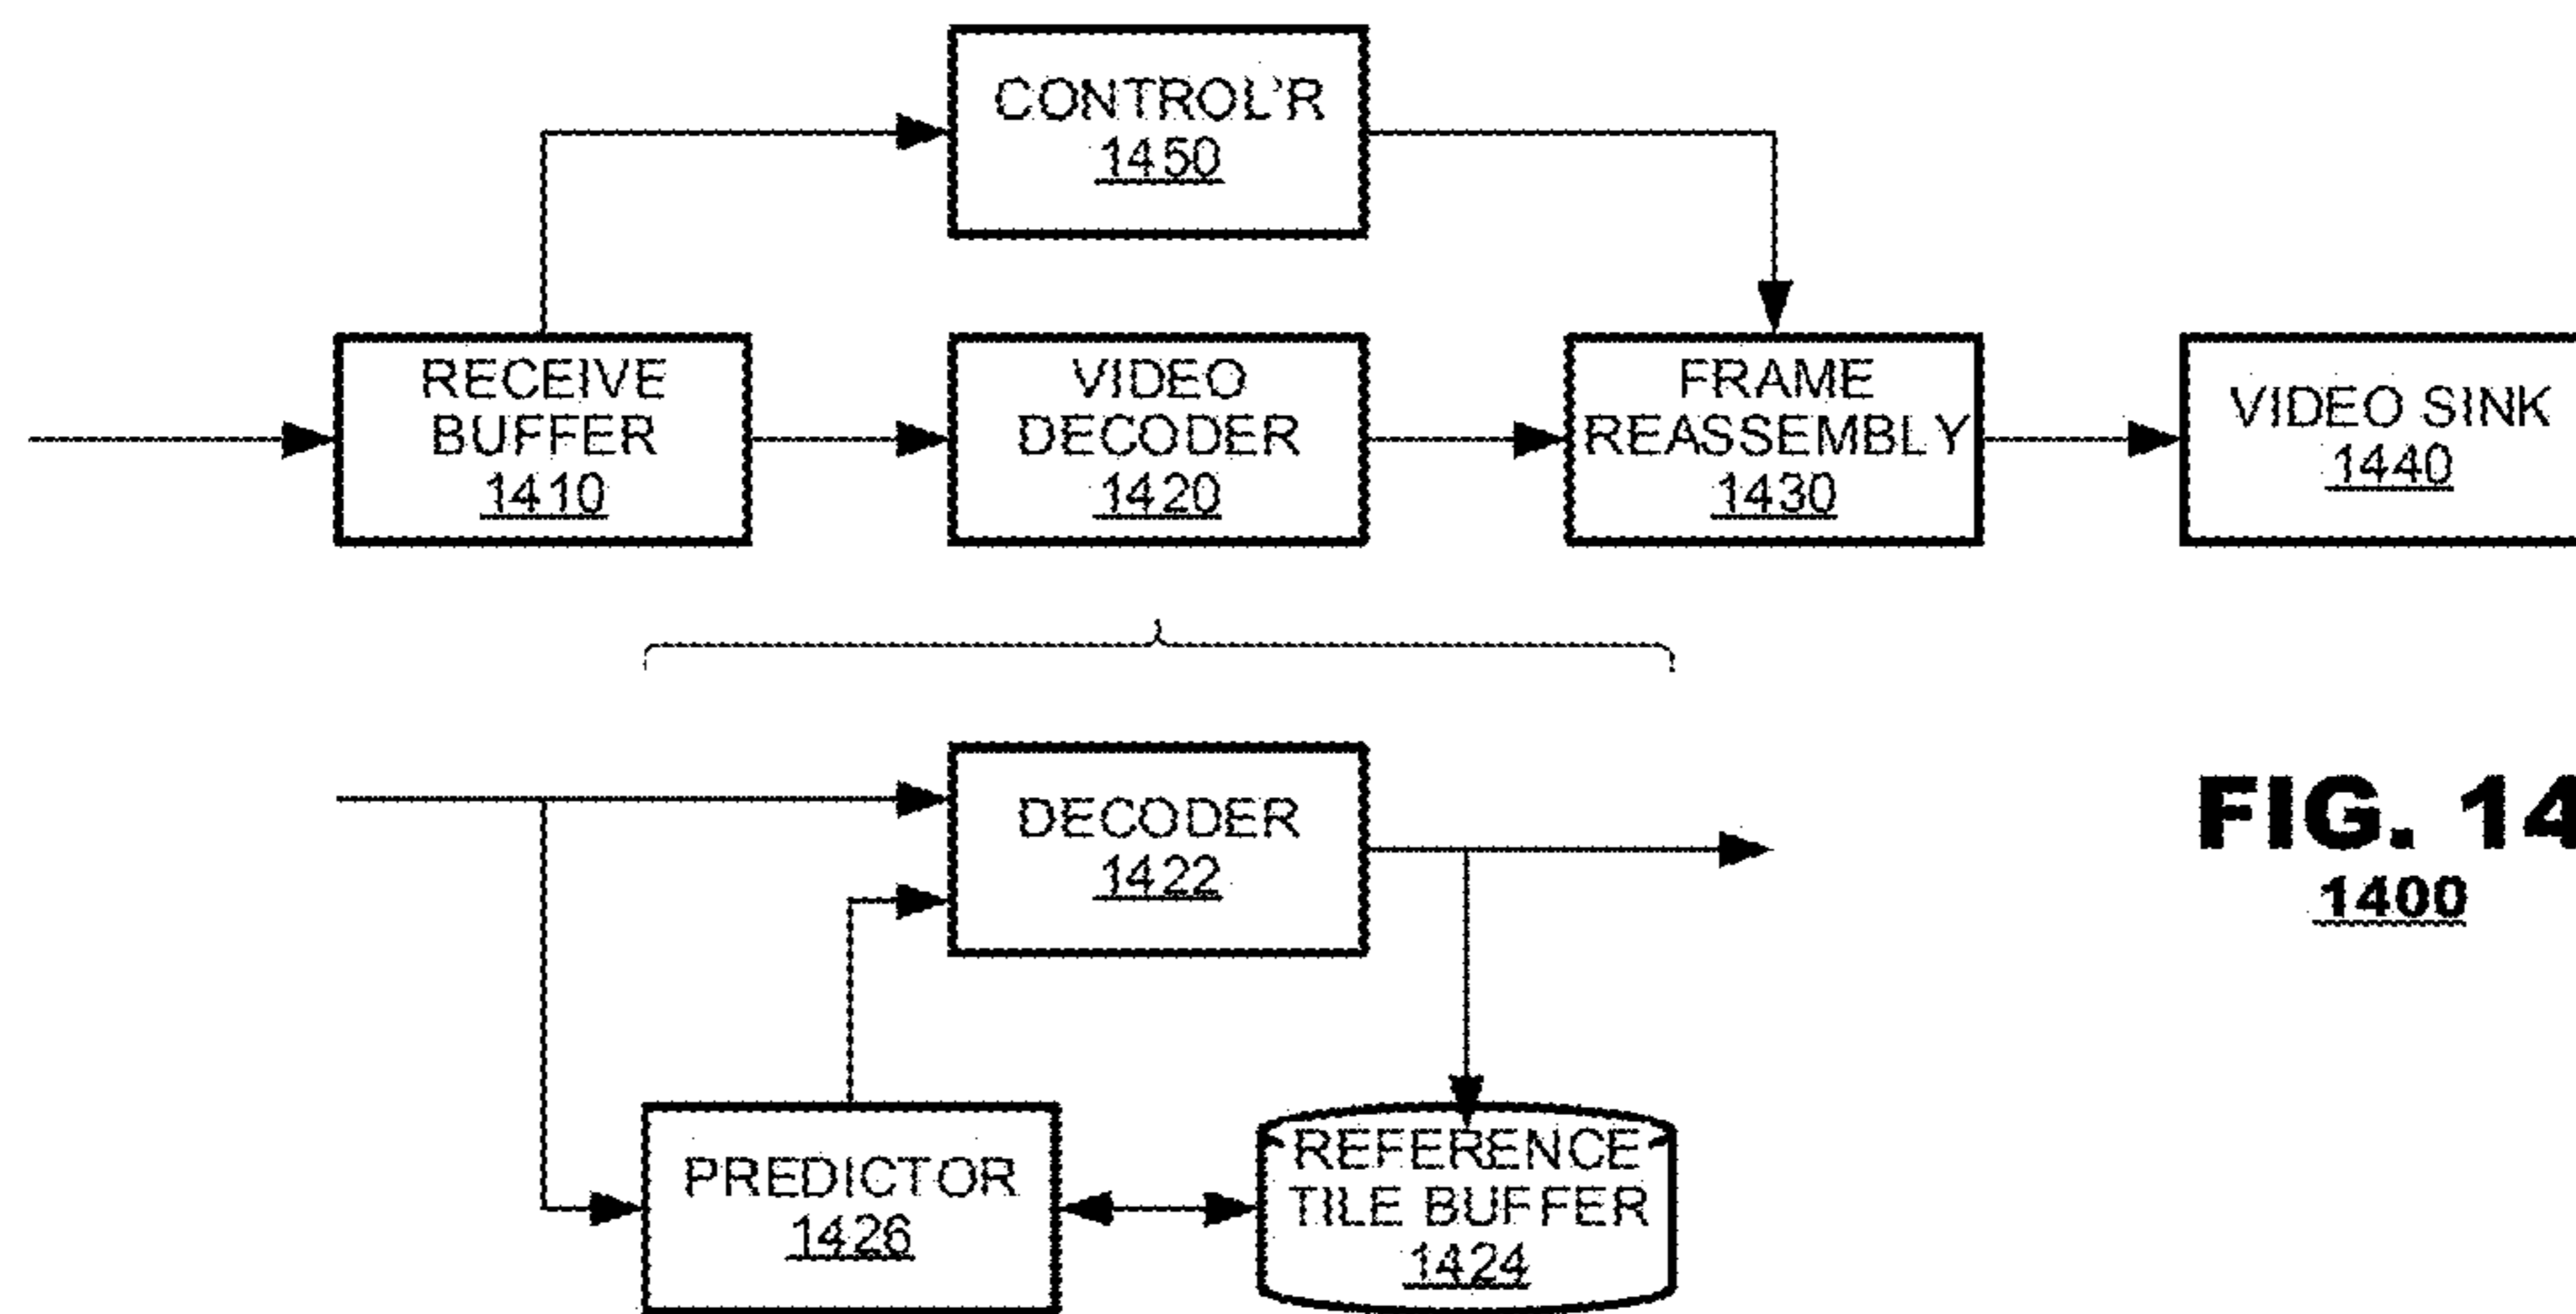 CONTROL'R
1450
RECEIVE
BUFFER
1410
VIDEO
DECODER
1420
FRAME
REASSEMBLY
1430
VIDEO SINK
1440
DECODER
1422
FIG. 14
1400
PREDICTOR
1426
REFERENCE
TILE BUFFER
1424